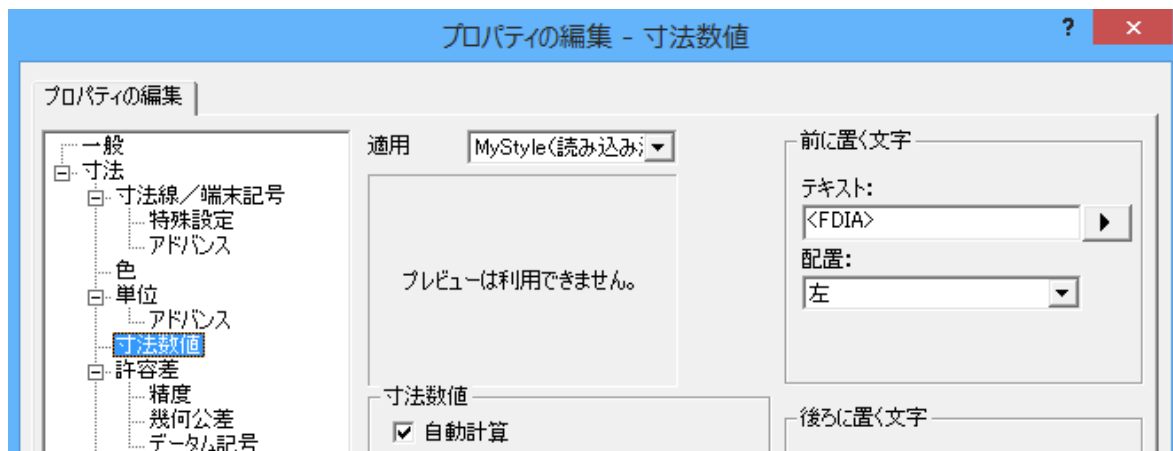 プロパティの編集 - 寸法数値
? ×
プロパティの編集
一般
寸法
寸法線／端末記号
特殊設定
アドバンス
色
単位
アドバンス
寸法数値
許容差
精度
幾何公差
データム記号
適用
MyStyle(読み込み
プレビューは利用できません。
寸法数値
自動計算
前に置く文字
テキスト:
<FDIA>
配置:
左
後ろに置く文字